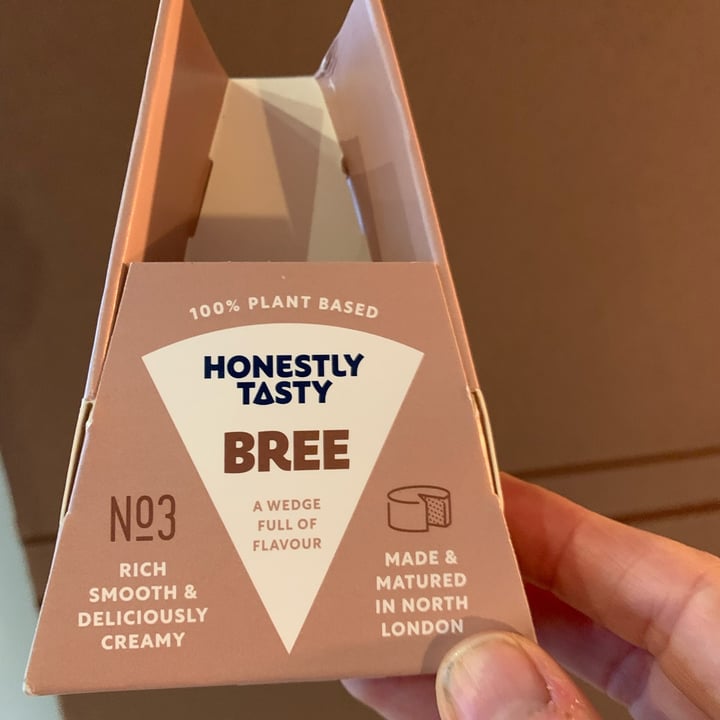 100% PLANT BASED
HONESTLY
TASTY
BREE
A WEDGE
FULL OF
FLAVOUR
Nº3
RICH
SMOOTH &
DELICIOUSLY
CREAMY
MADE &
MATURED
IN NORTH
LONDON